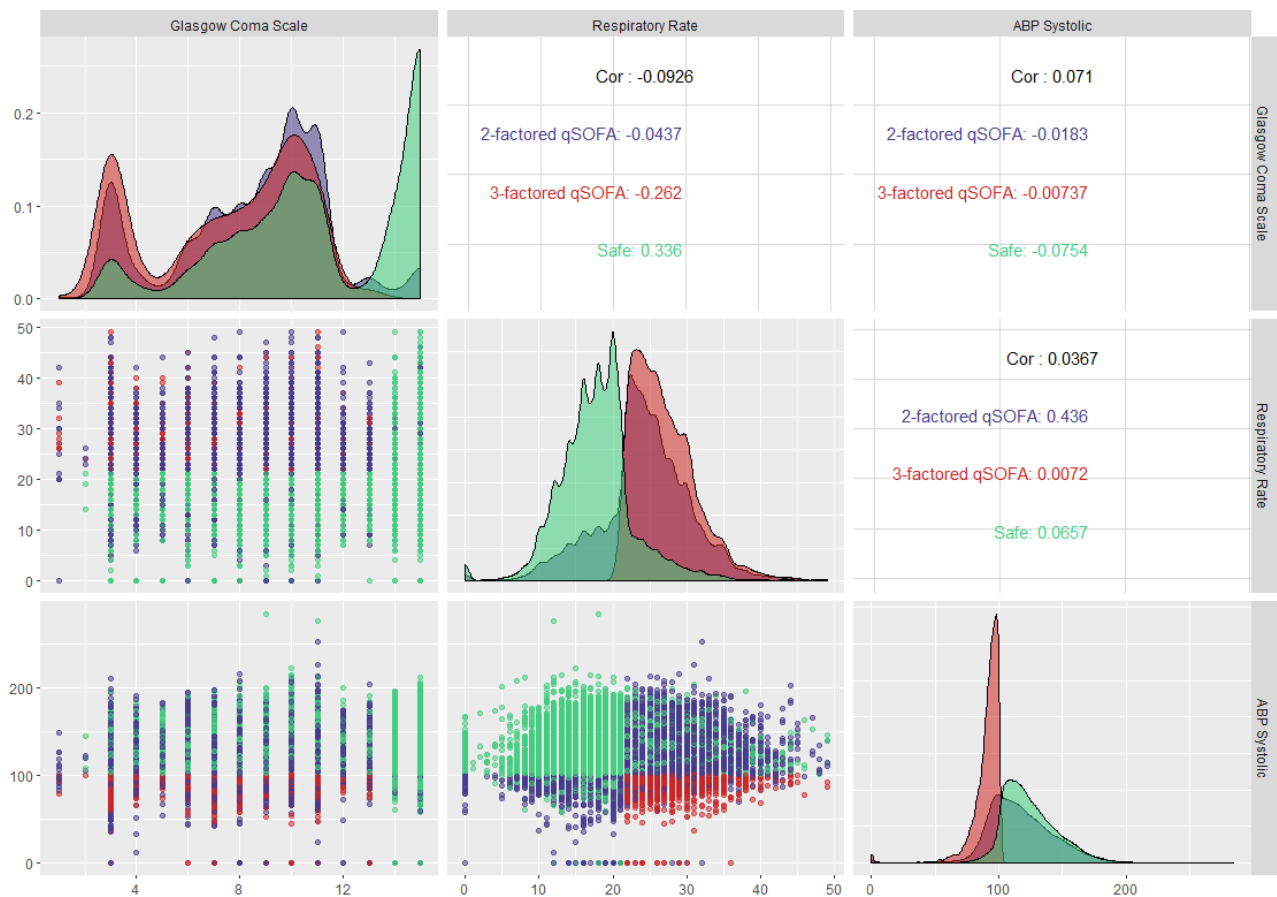 Glasgow Coma Scale
Respiratory Rate
ABP Systolic
Cor : -0.0926
2-factored qSOFA: -0.0437
3-factored qSOFA: -0.262
Safe: 0.336
Cor : 0.071
2-factored qSOFA: -0.0183
3-factored qSOFA: -0.00737
Safe: -0.0754
Glasgow Coma Scale
0.2
0.1
0.0
Cor : 0.0367
2-factored qSOFA: 0.436
3-factored qSOFA: 0.0072
Safe: 0.0657
Respiratory Rate
50
40
30
20
10
0
ABP Systolic
200
100
0
4
8
12
0
10
20
30
40
50
0
100
200